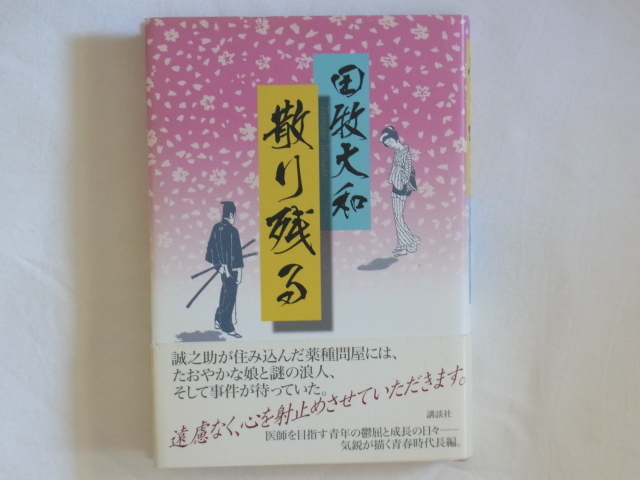 田牧大和
散り残る
誠之助が住み込んだ薬種問屋には、
たおやかな娘と謎の浪人、
そして事件が待っていた。
遠慮なく、心を射止めさせていただきます。
講談社
医師を目指す青年の鬱屈と成長の日々——
気鋭が描く青春時代長編。